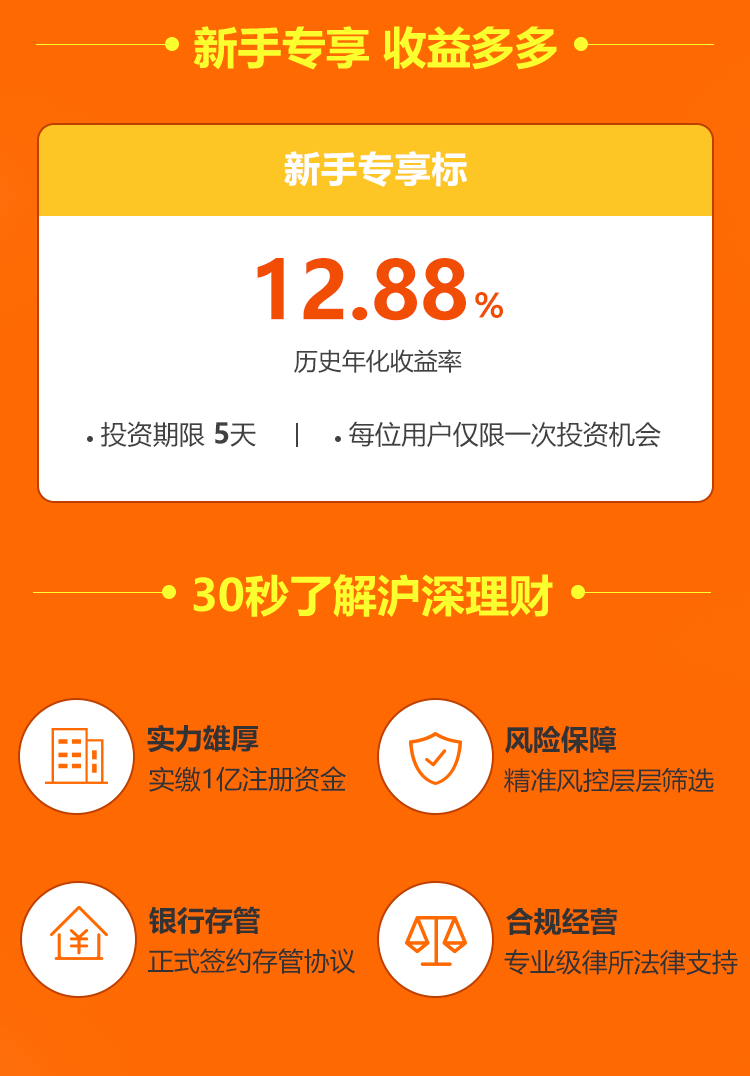 新手专享 收益多多
新手专享标
12.88%
历史年化收益率
• 投资期限 5天 | • 每位用户仅限一次投资机会
30秒了解沪深理财
实力雄厚
实缴1亿注册资金
风险保障
精准风控层层筛选
银行存管
正式签约存管协议
合规经营
专业级律所法律支持